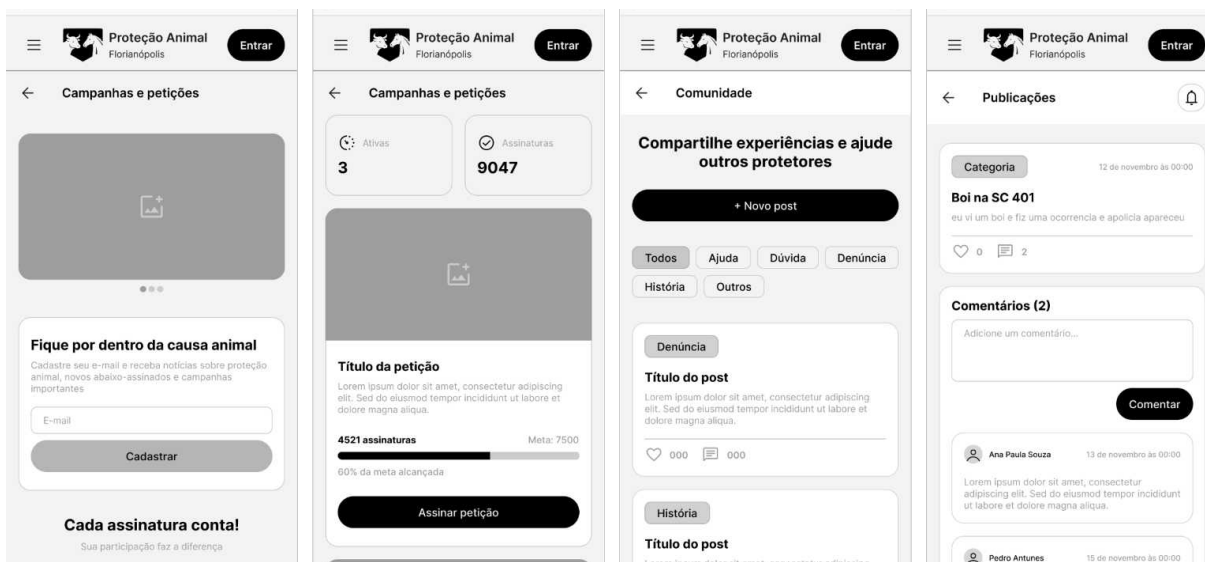 Proteção Animal
Florianópolis
Entrar
Campanhas e petições
Fique por dentro da causa animal
Cadastre seu e-mail e receba notícias sobre proteção
animal, novos abaixo-assinados e campanhas
importantes
E-mail
Cadastrar
Cada assinatura conta!
Sua participação faz a diferença
Proteção Animal
Florianópolis
Entrar
Campanhas e petições
Ativas
3
Assinaturas
9047
Título da petição
Lorem ipsum dolor sit amet, consectetur adipiscing
elit. Sed do eiusmod tempor incididunt ut labore et
dolore magna aliqua.
4521 assinaturas
Meta: 7500
60% da meta alcançada
Assinar petição
Proteção Animal
Florianópolis
Entrar
Comunidade
Compartilhe experiências e ajude
outros protetores
+ Novo post
Todos
Ajuda
Dúvida
Denúncia
História
Outros
Denúncia
Título do post
Lorem ipsum dolor sit amet, consectetur adipiscing
elit. Sed do eiusmod tempor incididunt ut labore et
dolore magna aliqua.
000
000
História
Título do post
Proteção Animal
Florianópolis
Entrar
Publicações
Categoria
12 de novembro às 00:00
Boi na SC 401
eu vi um boi e fiz uma ocorrencia e apolicia apareceu
0
2
Comentários (2)
Adicione um comentário...
Comentar
Ana Paula Souza
13 de novembro às 00:00
Lorem ipsum dolor sit amet, consectetur
adipiscing elit. Sed do eiusmod tempor incididunt
ut labore et dolore magna aliqua.
Pedro Antunes
15 de novembro às 00:00